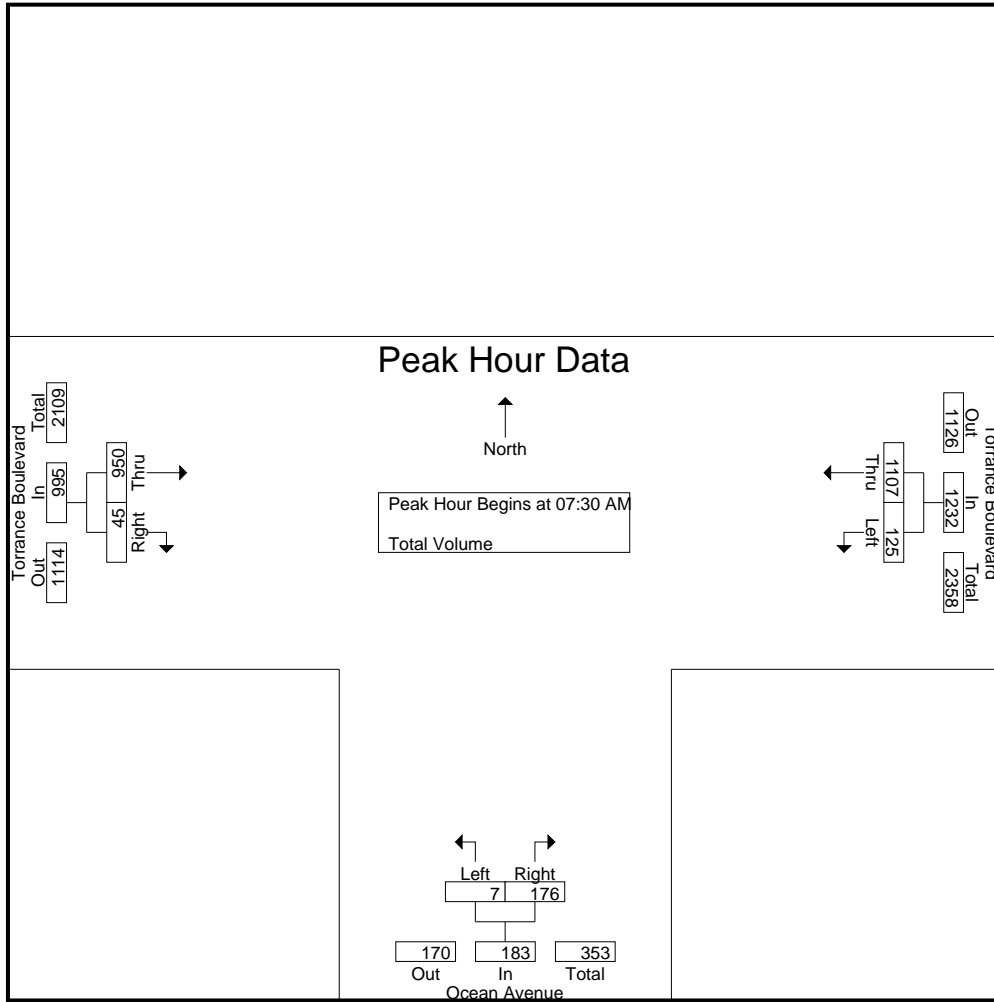 Peak Hour Data
North
Peak Hour Begins at 07:30 AM
Total Volume
Torrance Boulevard
Total In Out
2109 995 1114
950 45
Thru Right
Torrance Boulevard
Out In Total
1126 1232 2358
1107 125
Thru Left
Left Right
7 176
170 183 353
Out In Total
Ocean Avenue